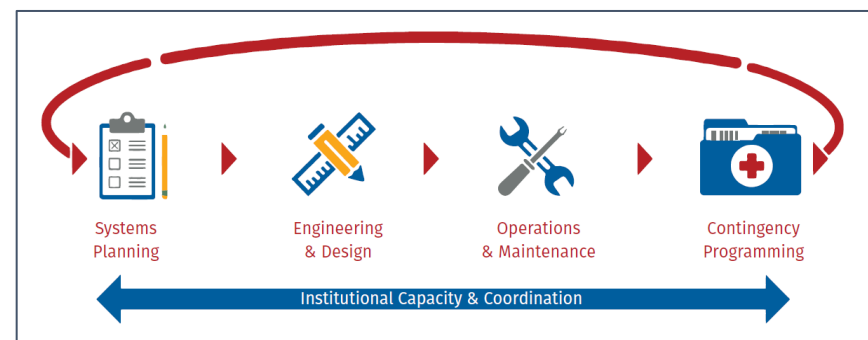 Systems
Planning
Engineering
& Design
Operations
& Maintenance
Contingency
Programming
Institutional Capacity & Coordination